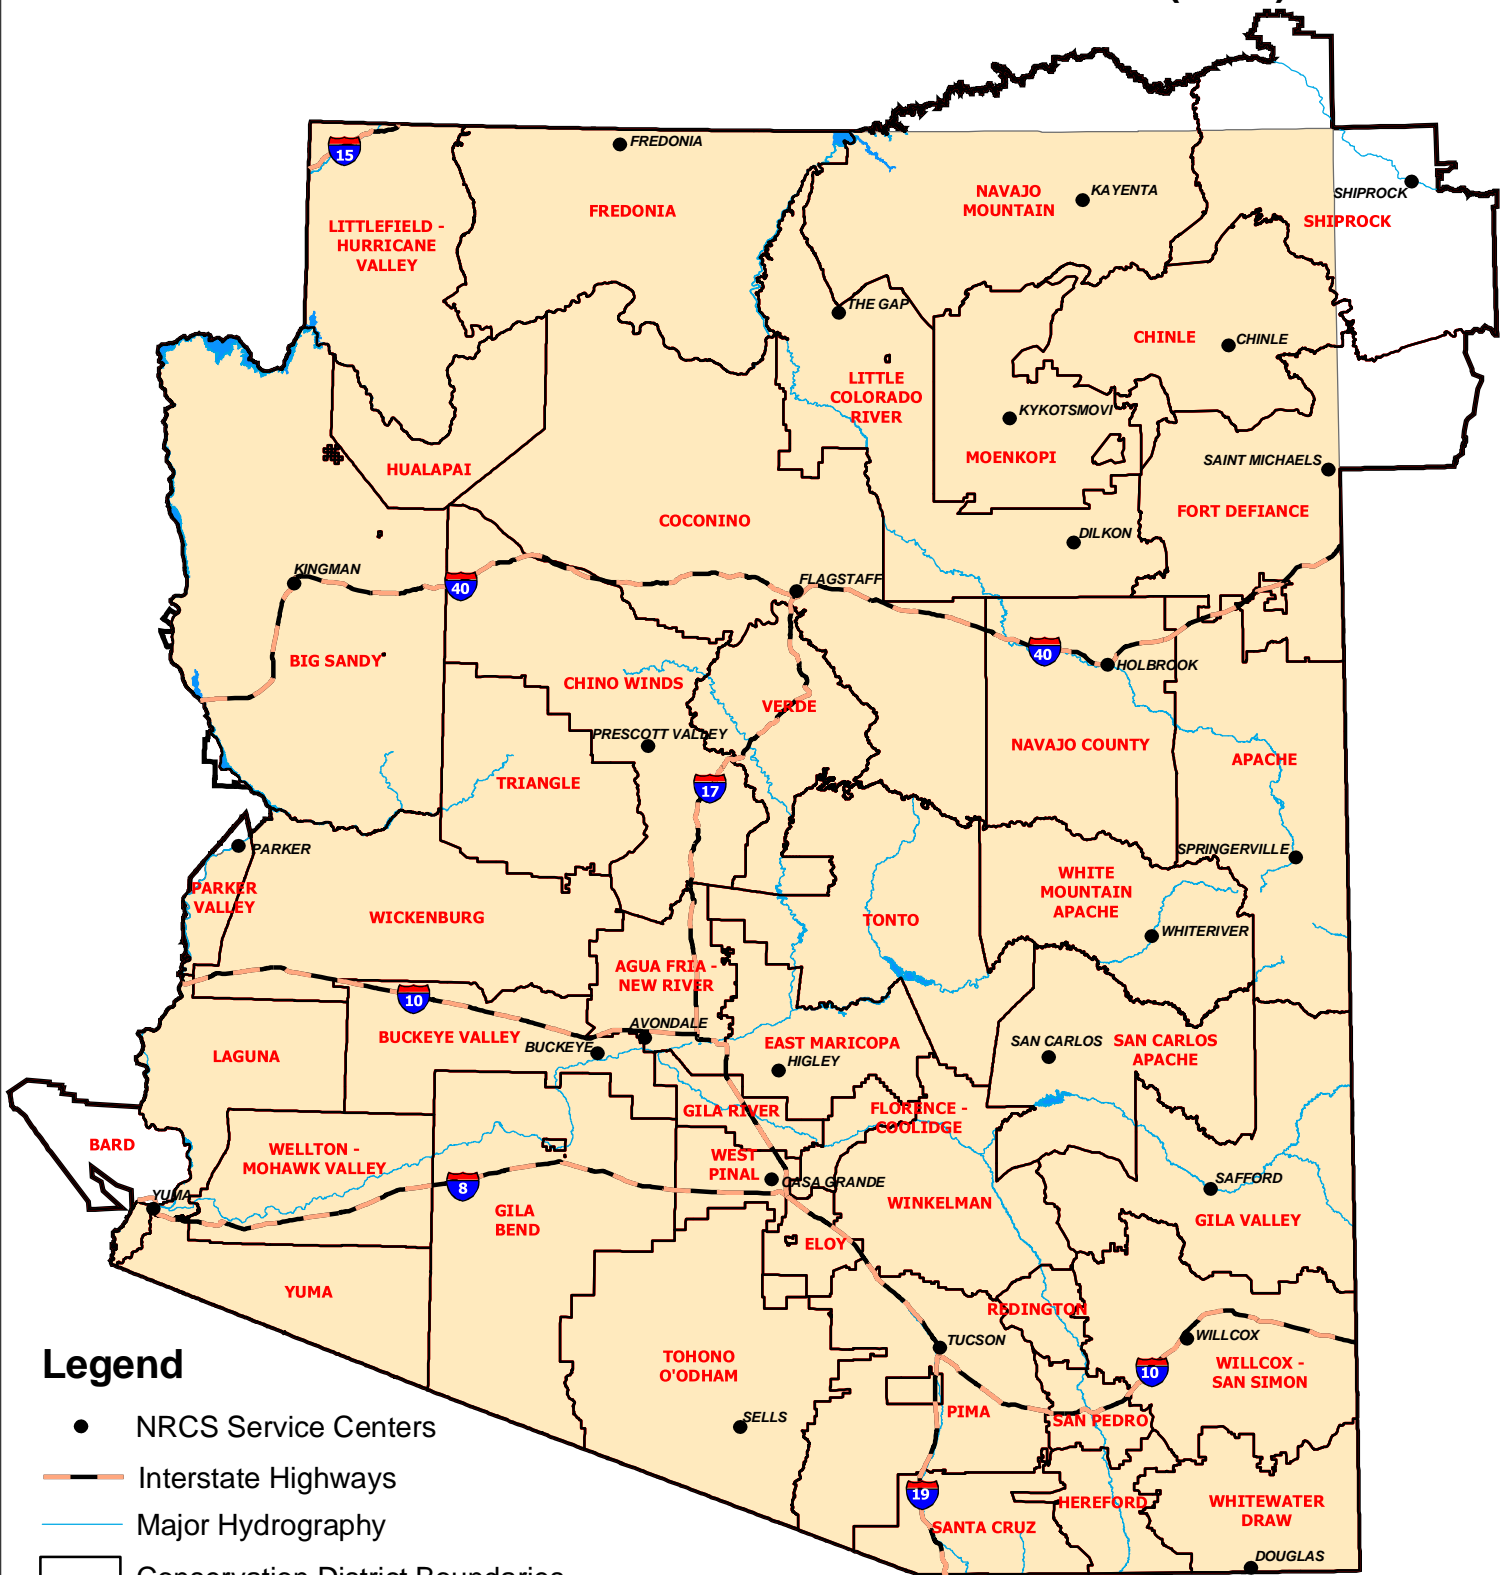 15
FREDONIA
FREDONIA
LITTLEFIELD -
HURRICANE
VALLEY
NAVAJO
MOUNTAIN
KAYENTA
SHIPROCK
SHIPROCK
THE GAP
CHINLE
CHINLE
LITTLE
COLORADO
RIVER
KYKOTSMOVI
MOENKOPI
HUALAPAI
SAINT MICHAELS
FORT DEFIANCE
COCONINO
DILKON
KINGMAN
40
FLAGSTAFF
BIG SANDY
40
HOLBROOK
CHINO WINDS
VERDE
PRESCOTT VALLEY
NAVAJO COUNTY
APACHE
TRIANGLE
17
PARKER
SPRINGERVILLE
PARKER
VALLEY
WICKENBURG
WHITE
MOUNTAIN
APACHE
TONTO
WHITERIVER
AGUA FRIA -
NEW RIVER
10
AVONDALE
BUCKEYE VALLEY
BUCKEYE
EAST MARICOPA
HIGLEY
SAN CARLOS
SAN CARLOS
APACHE
LAGUNA
GILA RIVER
FLORENCE -
COOLIDGE
BARD
WELLTON -
MOHAWK VALLEY
WEST
PINAL
CASA GRANDE
8
YUMA
SAFFORD
WINKELMAN
GILA
BEND
GILA VALLEY
ELOY
YUMA
REDINGTON
TUCSON
WILLCOX
TOHONO
O'ODHAM
10
WILLCOX -
SAN SIMON
SELLS
PIMA
SAN PEDRO
19
HEREFORD
WHITEWATER
DRAW
SANTA CRUZ
DOUGLAS
Legend
NRCS Service Centers
Interstate Highways
Major Hydrography
Conservation District Boundaries